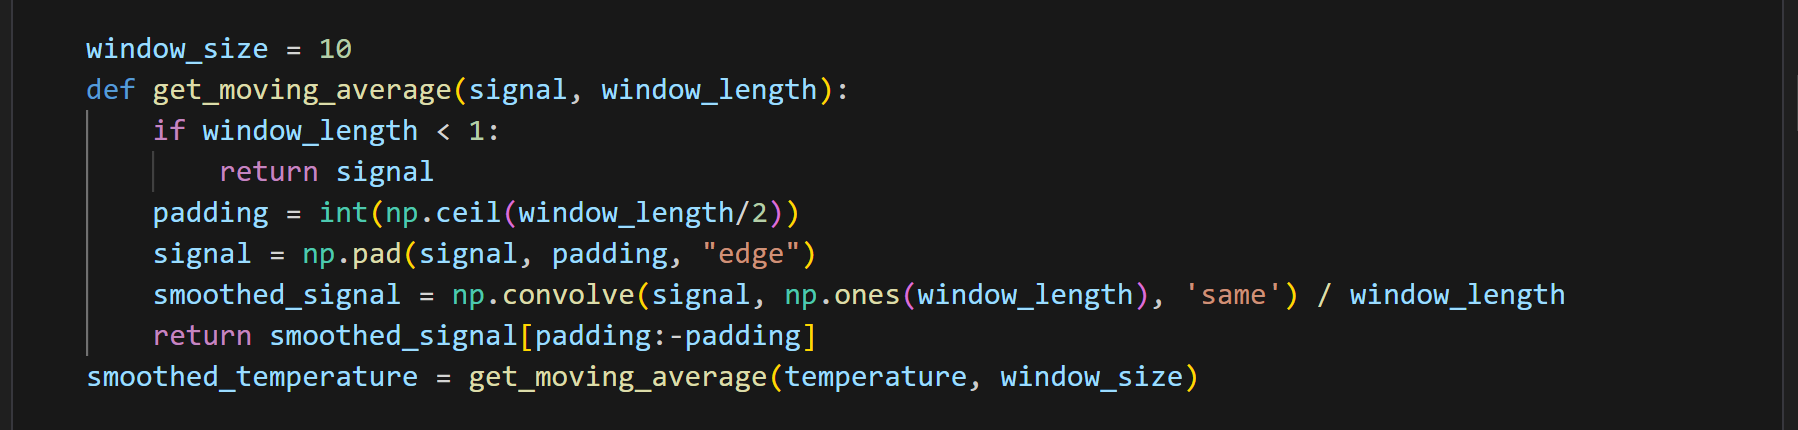 window_size = 10
def get_moving_average(signal, window_length):
    if window_length < 1:
        return signal
    padding = int(np.ceil(window_length/2))
    signal = np.pad(signal, padding, "edge")
    smoothed_signal = np.convolve(signal, np.ones(window_length), 'same') / window_length
    return smoothed_signal[padding:-padding]
smoothed_temperature = get_moving_average(temperature, window_size)